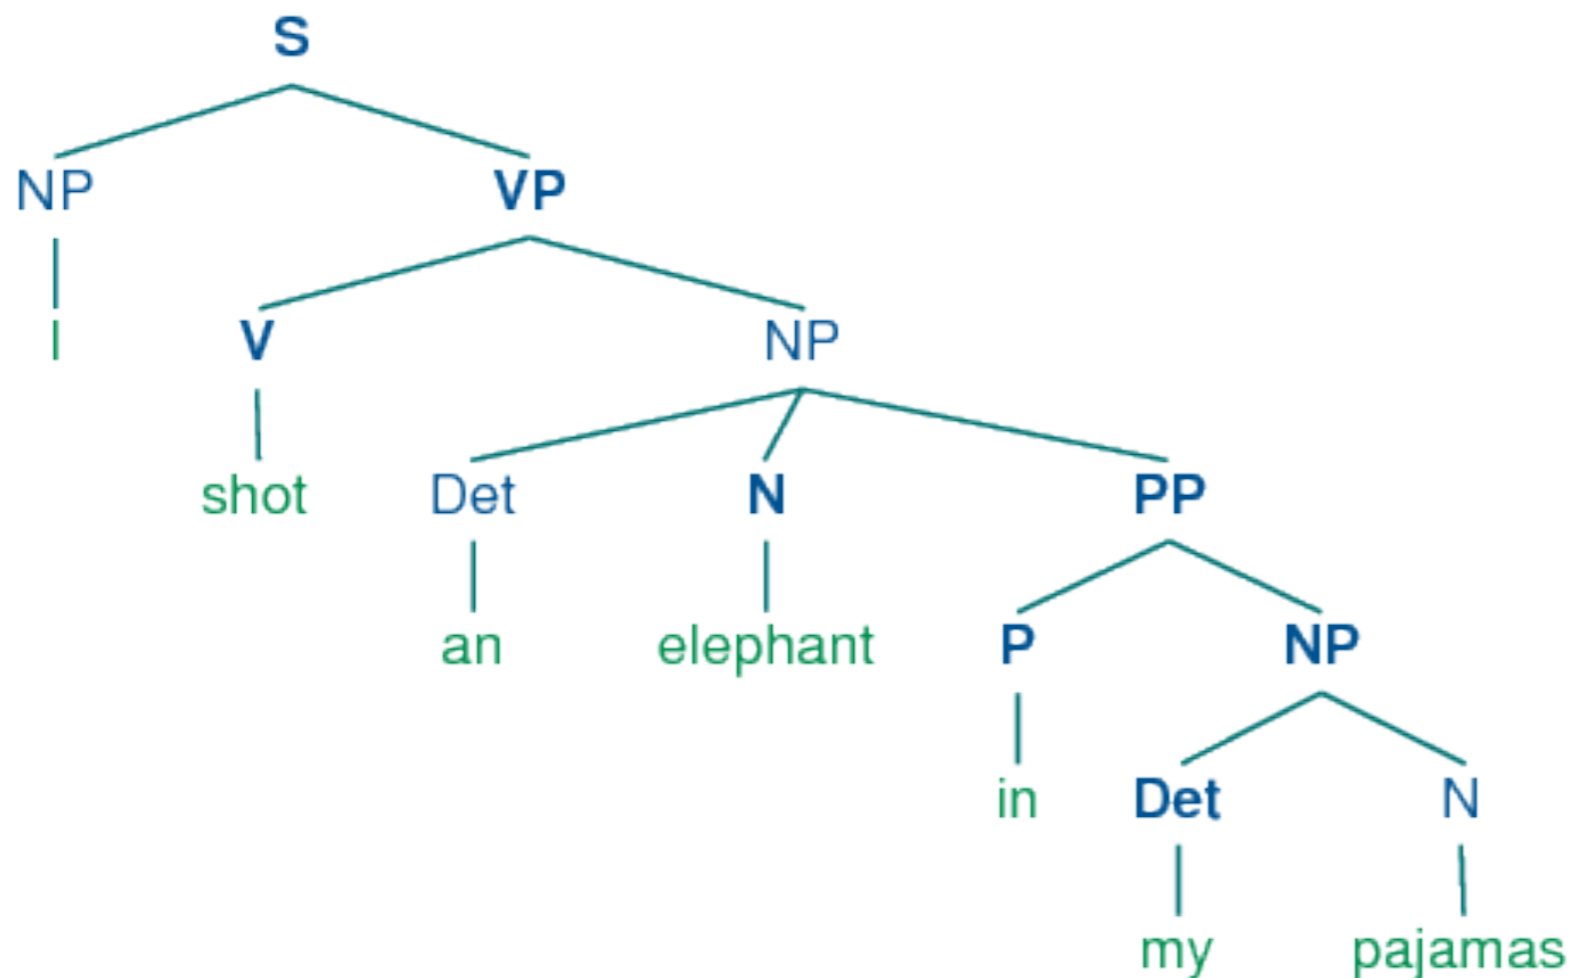 S
NP VP
I V NP
shot Det N PP
an elephant P NP
in Det N
my pajamas